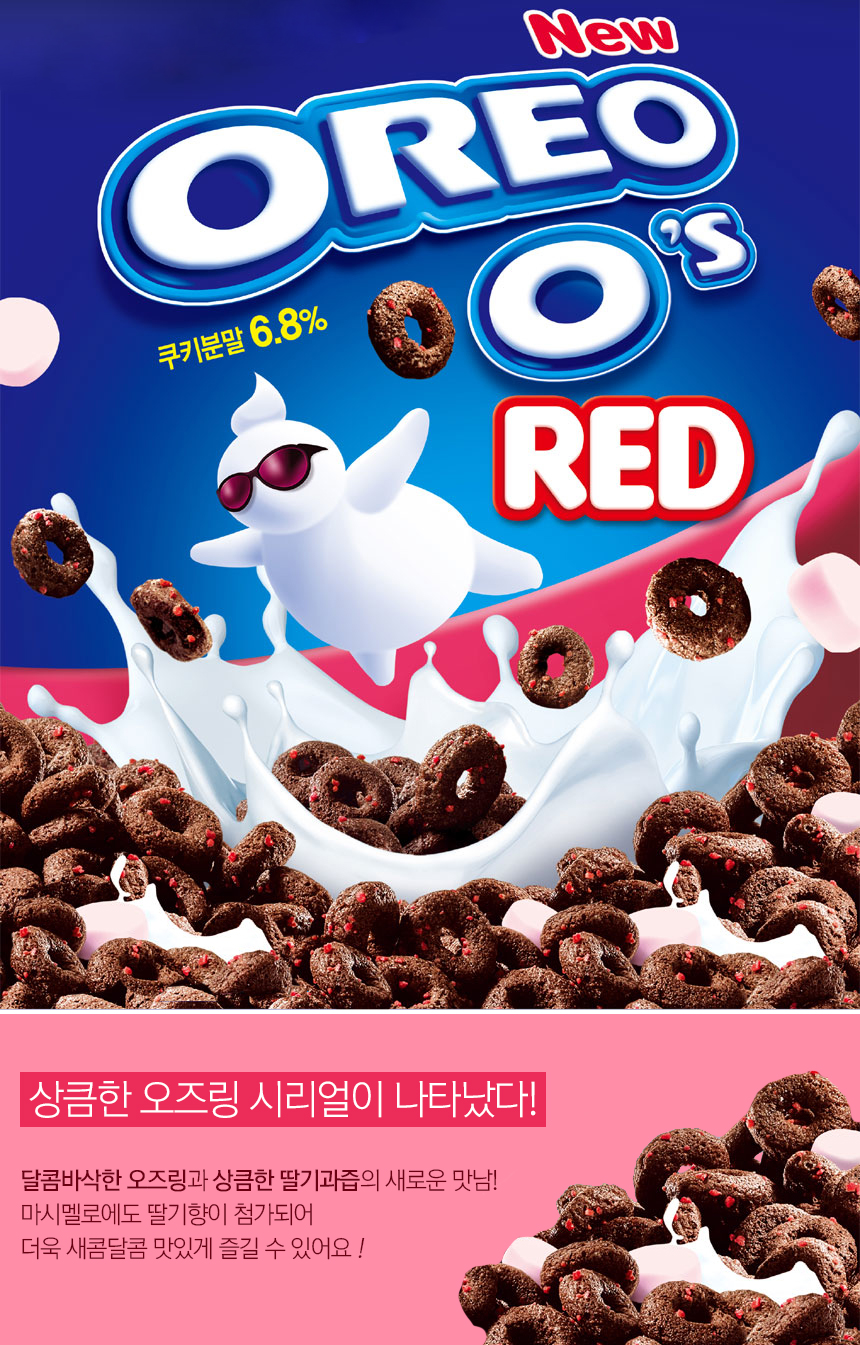 New
OREO
O's
쿠키분말 6.8%
RED
상큼한 오즈링 시리얼이 나타났다!
달콤바삭한 오즈링과 상큼한 딸기과즙의 새로운 맛남!
마시멜로에도 딸기향이 첨가되어
더욱 새콤달콤 맛있게 즐길 수 있어요 !